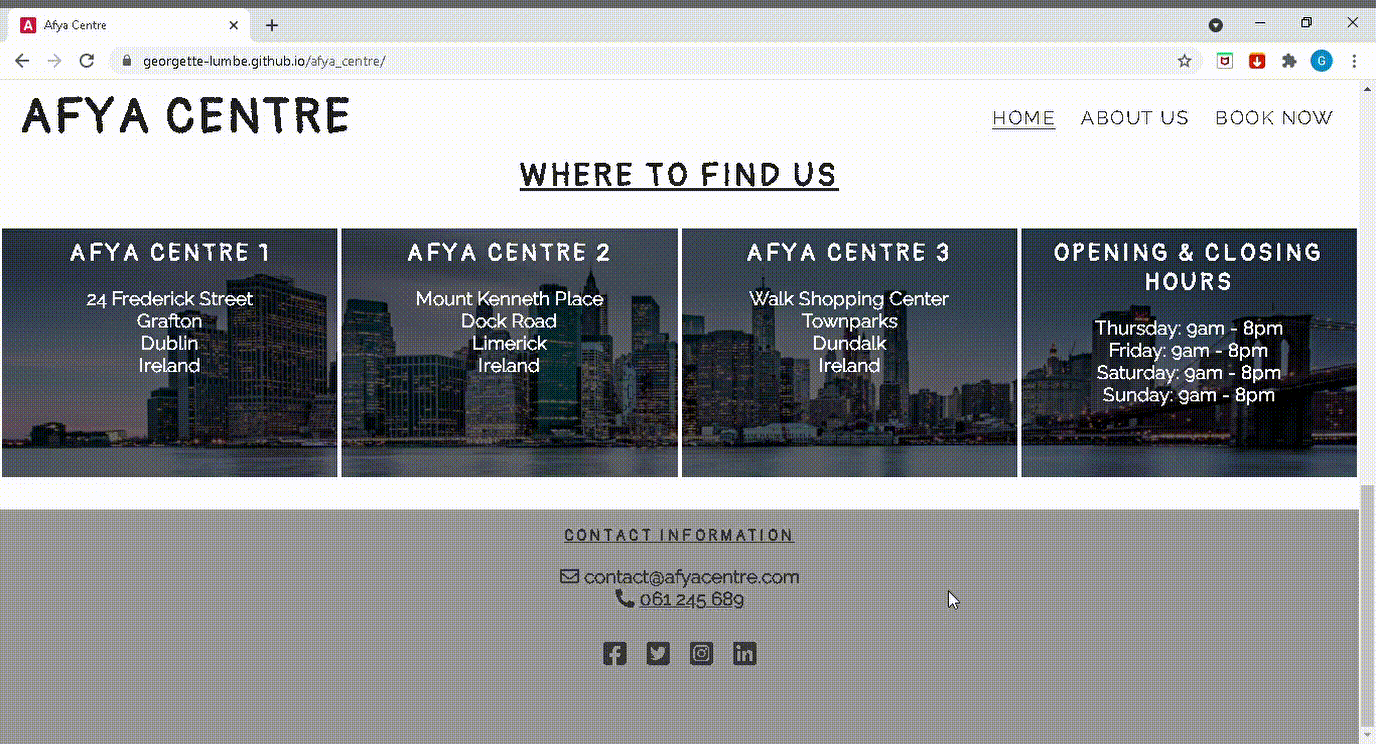 Afya Centre
georgette-lumbe.github.io/afya_centre/
G
AFYA CENTRE
HOME ABOUT US BOOK NOW
WHERE TO FIND US
AFYA CENTRE 1
24 Frederick Street
Grafton
Dublin
Ireland
AFYA CENTRE 2
Mount Kenneth Place
Dock Road
Limerick
Ireland
AFYA CENTRE 3
Walk Shopping Center
Townparks
Dundalk
Ireland
OPENING & CLOSING
HOURS
Thursday: 9am - 8pm
Friday: 9am - 8pm
Saturday: 9am - 8pm
Sunday: 9am - 8pm
CONTACT INFORMATION
contact@afyacentre.com
061 245 689